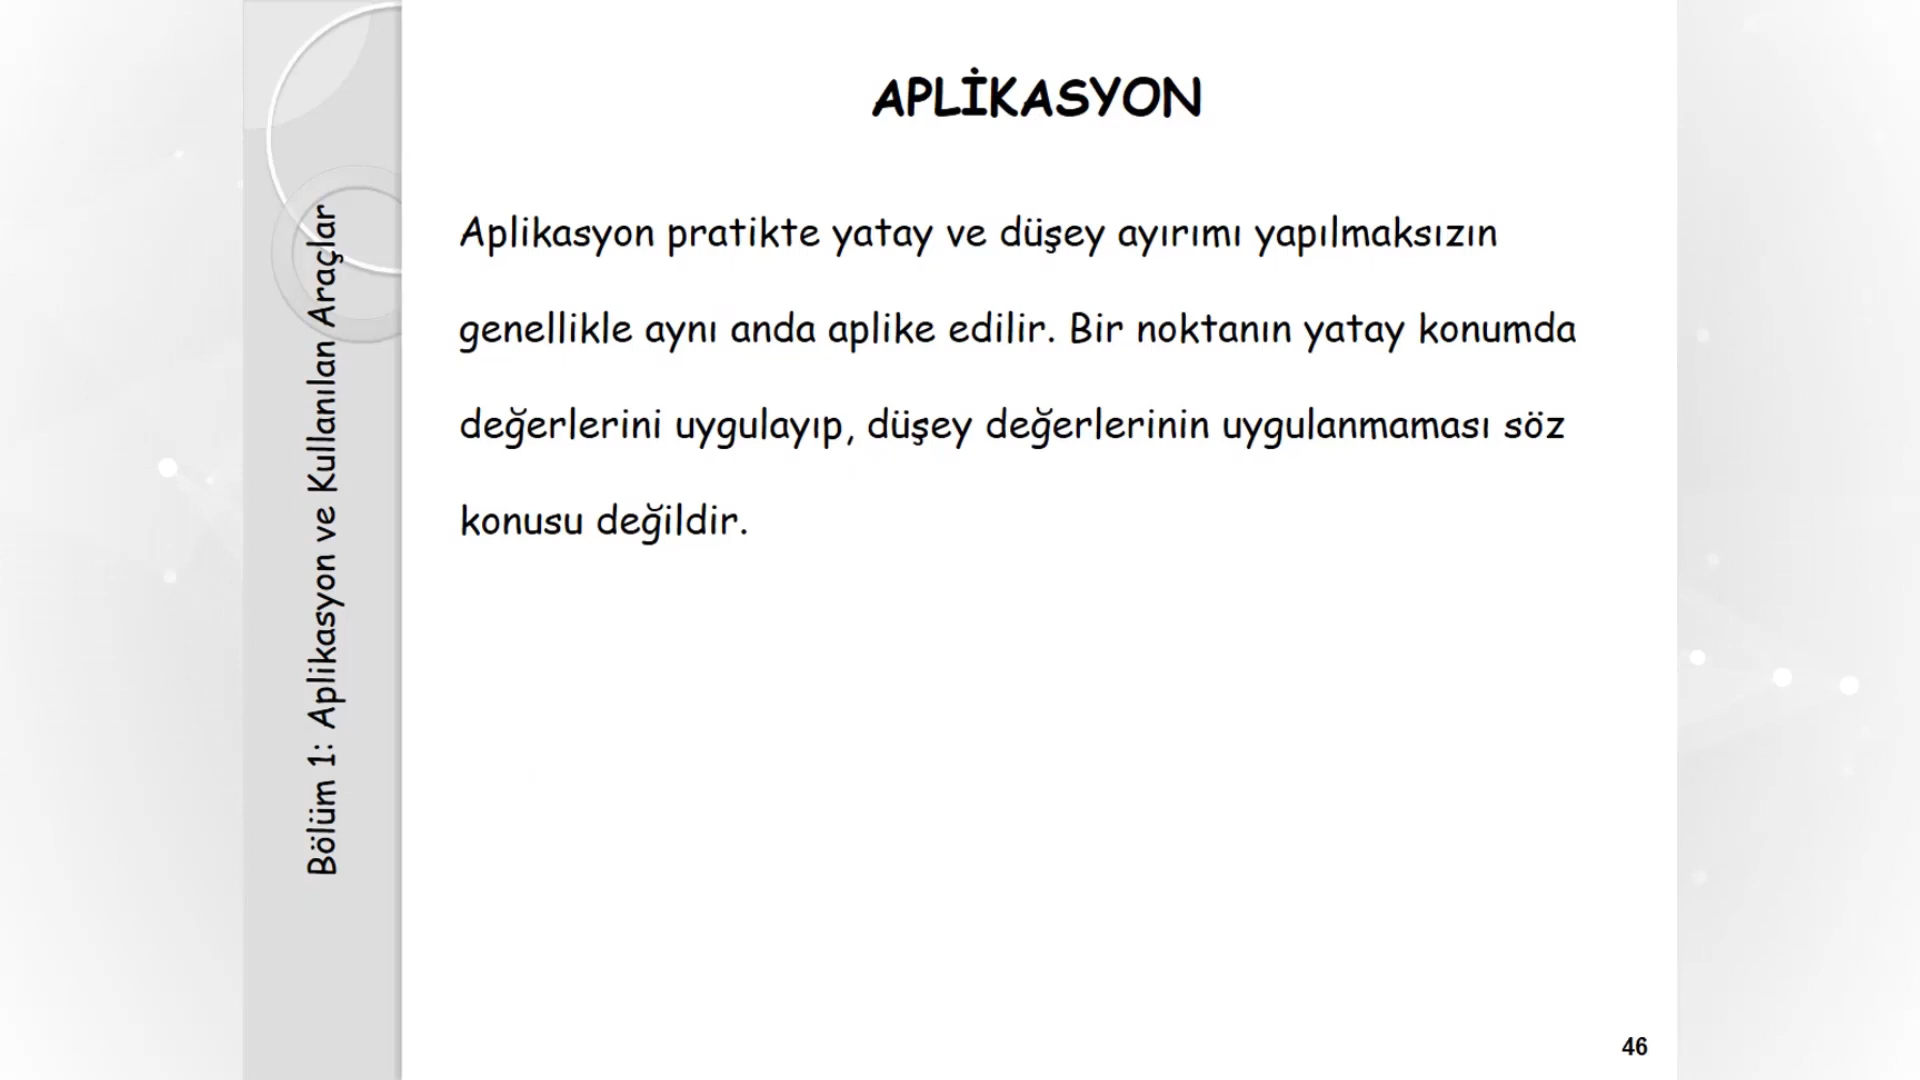 APLİKASYON
Bölüm 1: Aplikasyon ve Kullanılan Araçlar
Aplikasyon pratikte yatay ve düşey ayırımı yapılmaksızın
genellikle aynı anda aplike edilir. Bir noktanın yatay konumda
değerlerini uygulayıp, düşey değerlerinin uygulanmaması söz
konusu değildir.
46